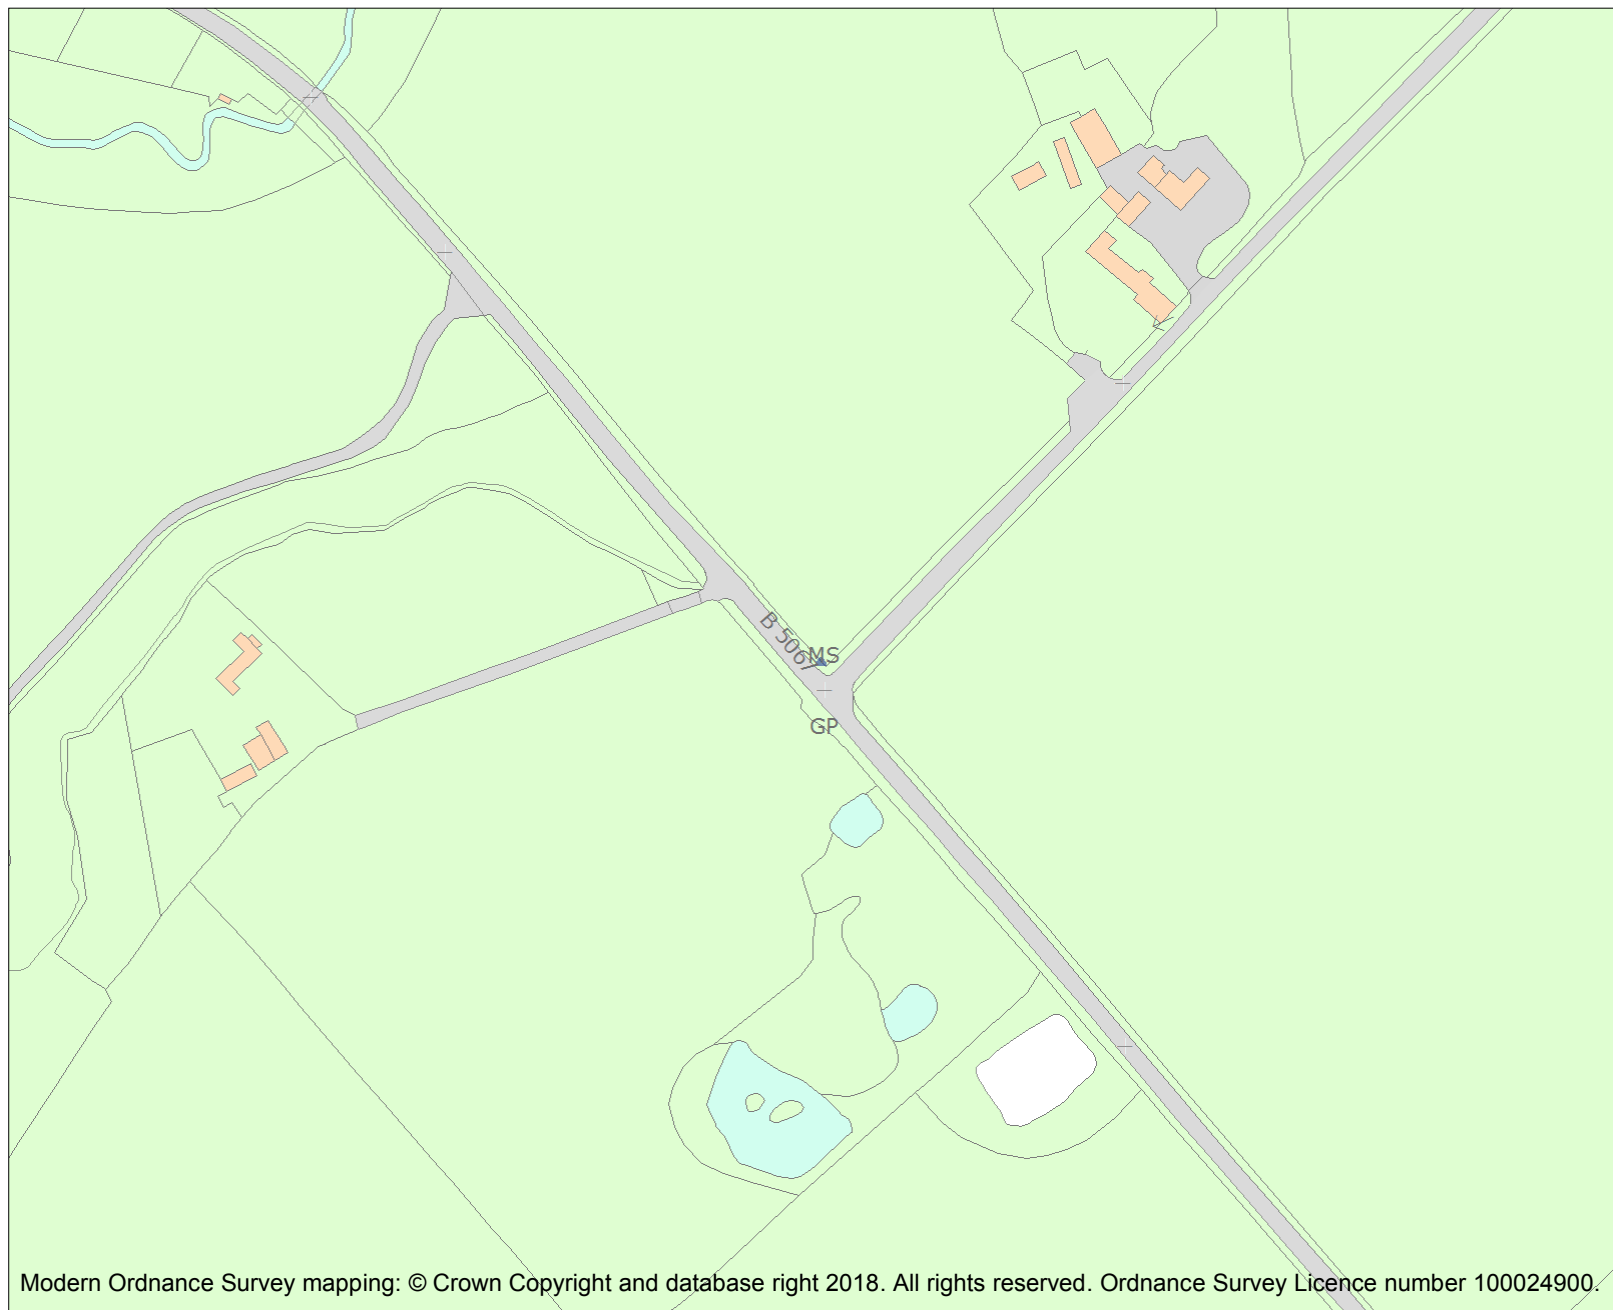 B 5067
MS
GP
Modern Ordnance Survey mapping: © Crown Copyright and database right 2018. All rights reserved. Ordnance Survey Licence number 100024900.